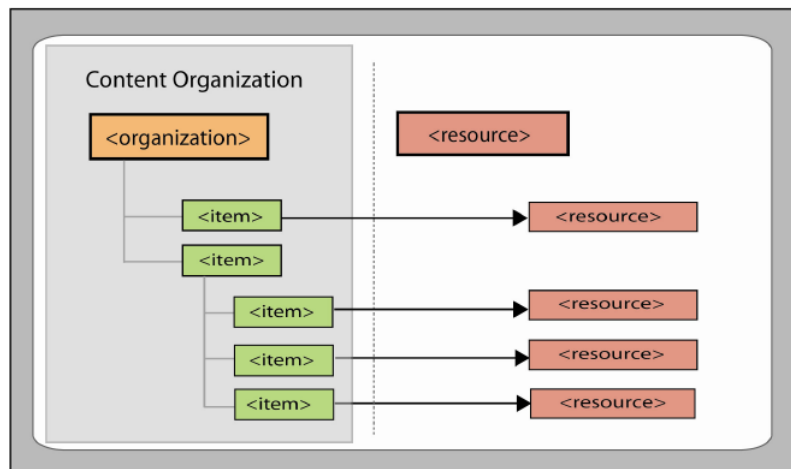 Content Organization
<organization>
<resource>
<item>
<resource>
<item>
<item>
<resource>
<item>
<resource>
<item>
<resource>